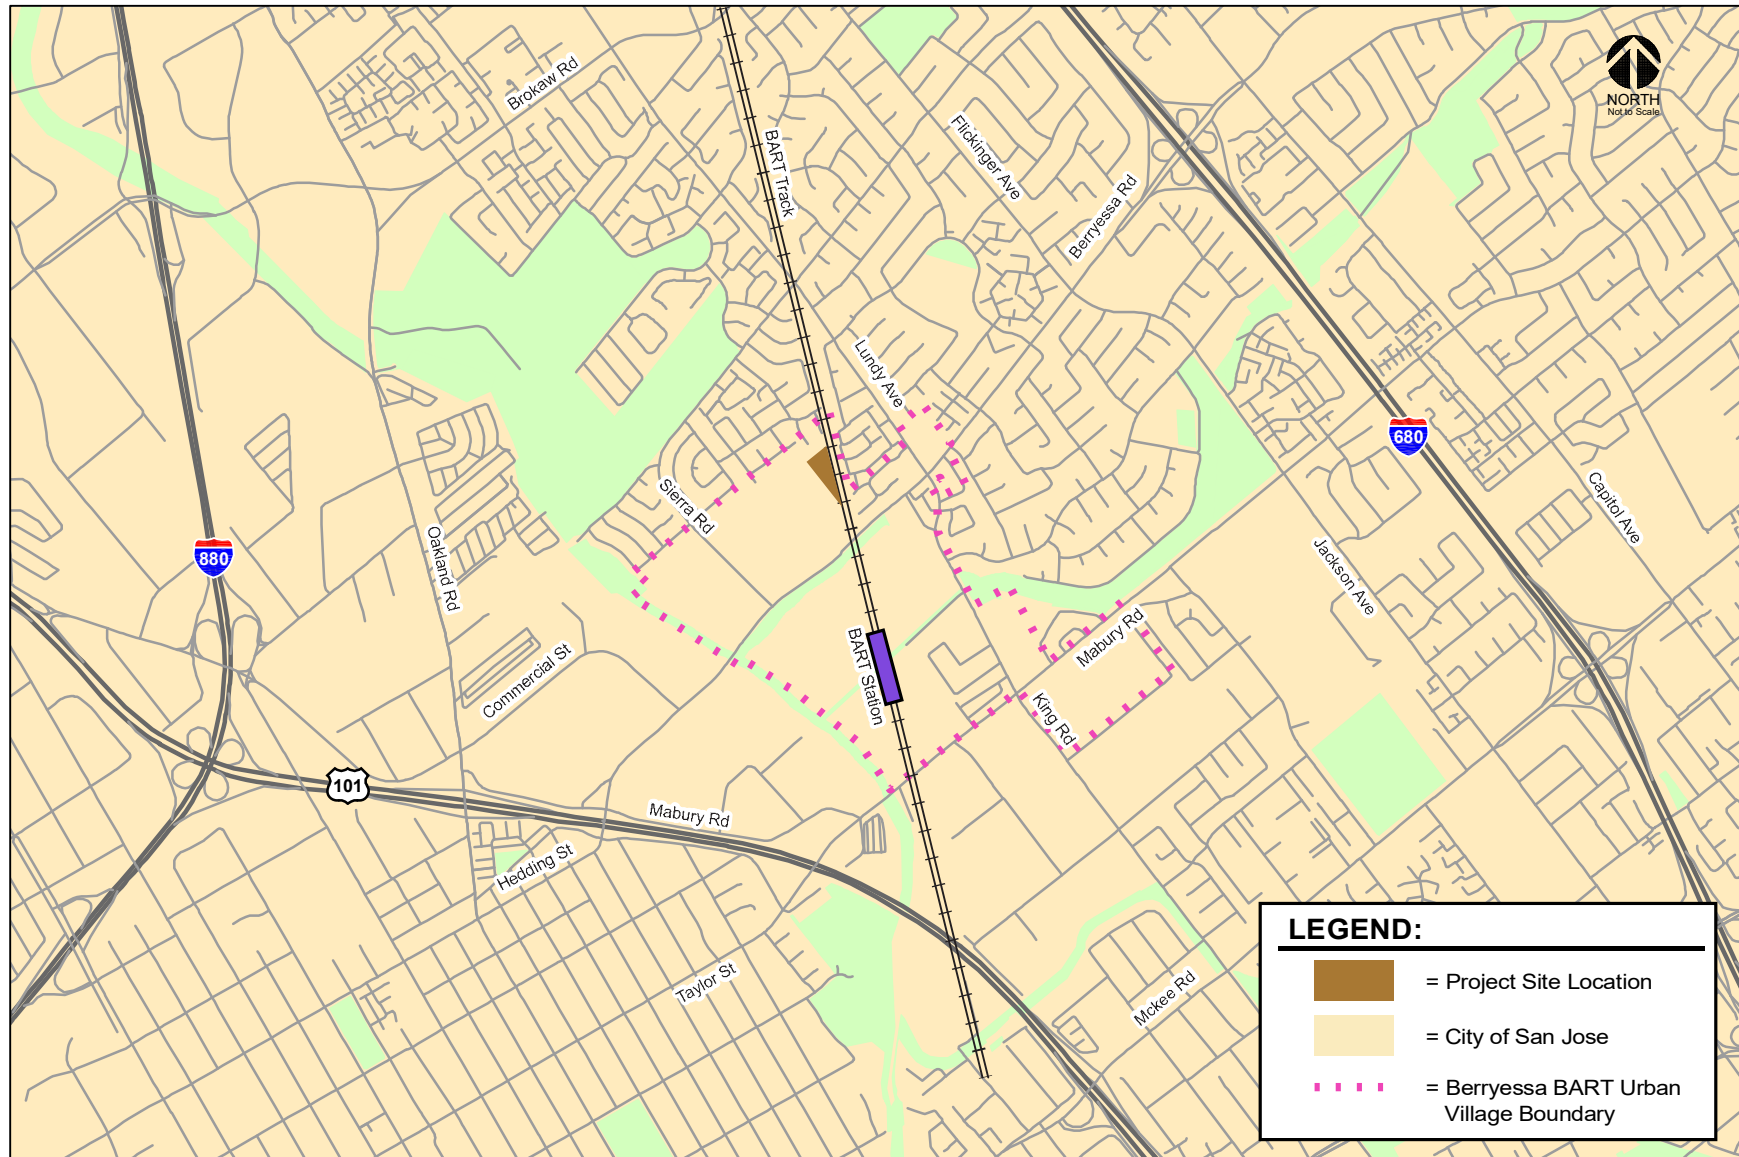 NORTH
Not to Scale
Brokaw Rd
BART Track
Flickinger Ave
Berryessa Rd
Lundy Ave
680
Capitol Ave
Sierra Rd
Oakland Rd
880
Jackson Ave
Commercial St
BART Station
Mabury Rd
King Rd
101
Mabury Rd
Hedding St
Taylor St
Mckee Rd
LEGEND:
= Project Site Location
= City of San Jose
= Berryessa BART Urban
Village Boundary